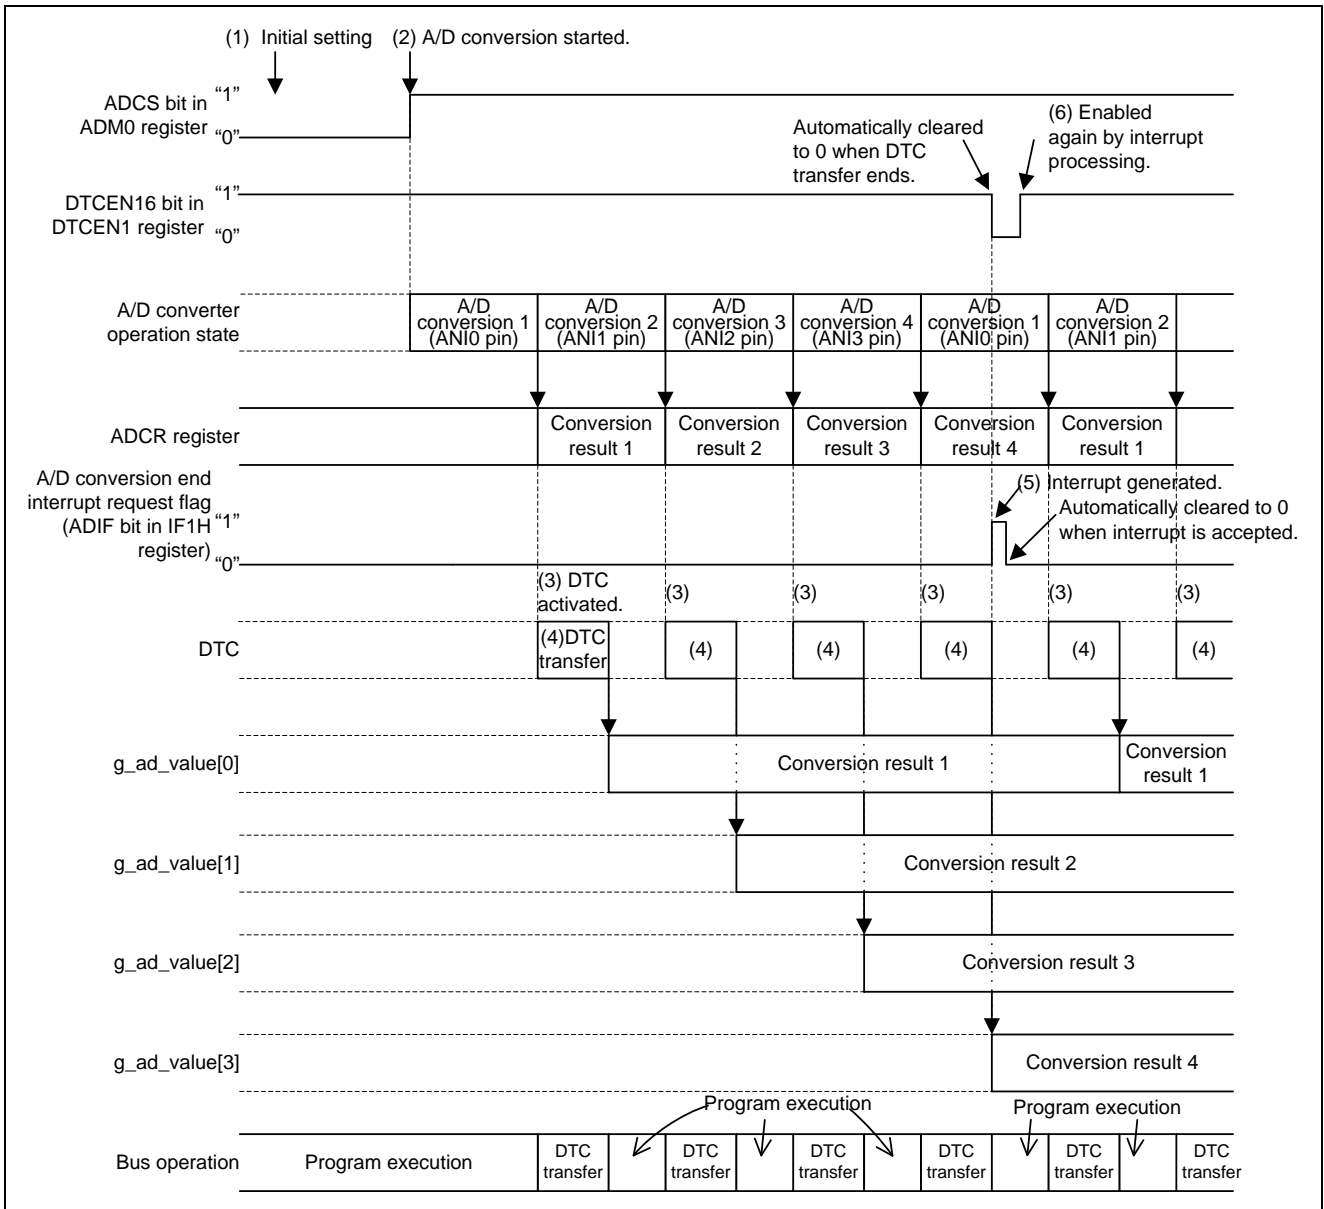 (1) Initial setting
(2) A/D conversion started.
ADCS bit in
ADM0 register
“1”
“0”
Automatically cleared
to 0 when DTC
transfer ends.
(6) Enabled
again by interrupt
processing.
DTCEN16 bit in
DTCEN1 register
“1”
“0”
A/D converter
operation state
A/D
conversion 1
(ANI0 pin)
A/D
conversion 2
(ANI1 pin)
A/D
conversion 3
(ANI2 pin)
A/D
conversion 4
(ANI3 pin)
A/D
conversion 1
(ANI0 pin)
A/D
conversion 2
(ANI1 pin)
ADCR register
Conversion
result 1
Conversion
result 2
Conversion
result 3
Conversion
result 4
Conversion
result 1
A/D conversion end
interrupt request flag
(ADIF bit in IF1H
register)
“1”
“0”
(5) Interrupt generated.
Automatically cleared to 0
when interrupt is accepted.
(3) DTC
activated.
(3)
(3)
(3)
(3)
(3)
DTC
(4)DTC
transfer
(4)
(4)
(4)
(4)
(4)
g_ad_value[0]
Conversion result 1
Conversion
result 1
g_ad_value[1]
Conversion result 2
g_ad_value[2]
Conversion result 3
g_ad_value[3]
Conversion result 4
Program execution
Program execution
Bus operation
Program execution
DTC
transfer
DTC
transfer
DTC
transfer
DTC
transfer
DTC
transfer
DTC
transfer